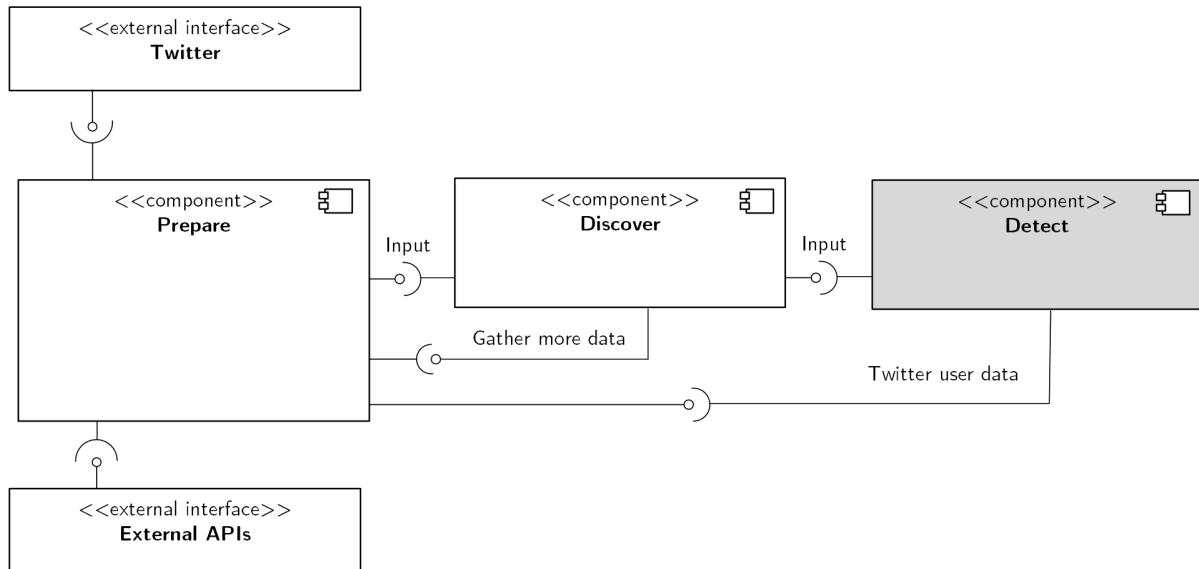 <<external interface>>
Twitter
<<component>>
Prepare
<<component>>
Discover
<<component>>
Detect
Input
Input
Gather more data
Twitter user data
<<external interface>>
External APIs